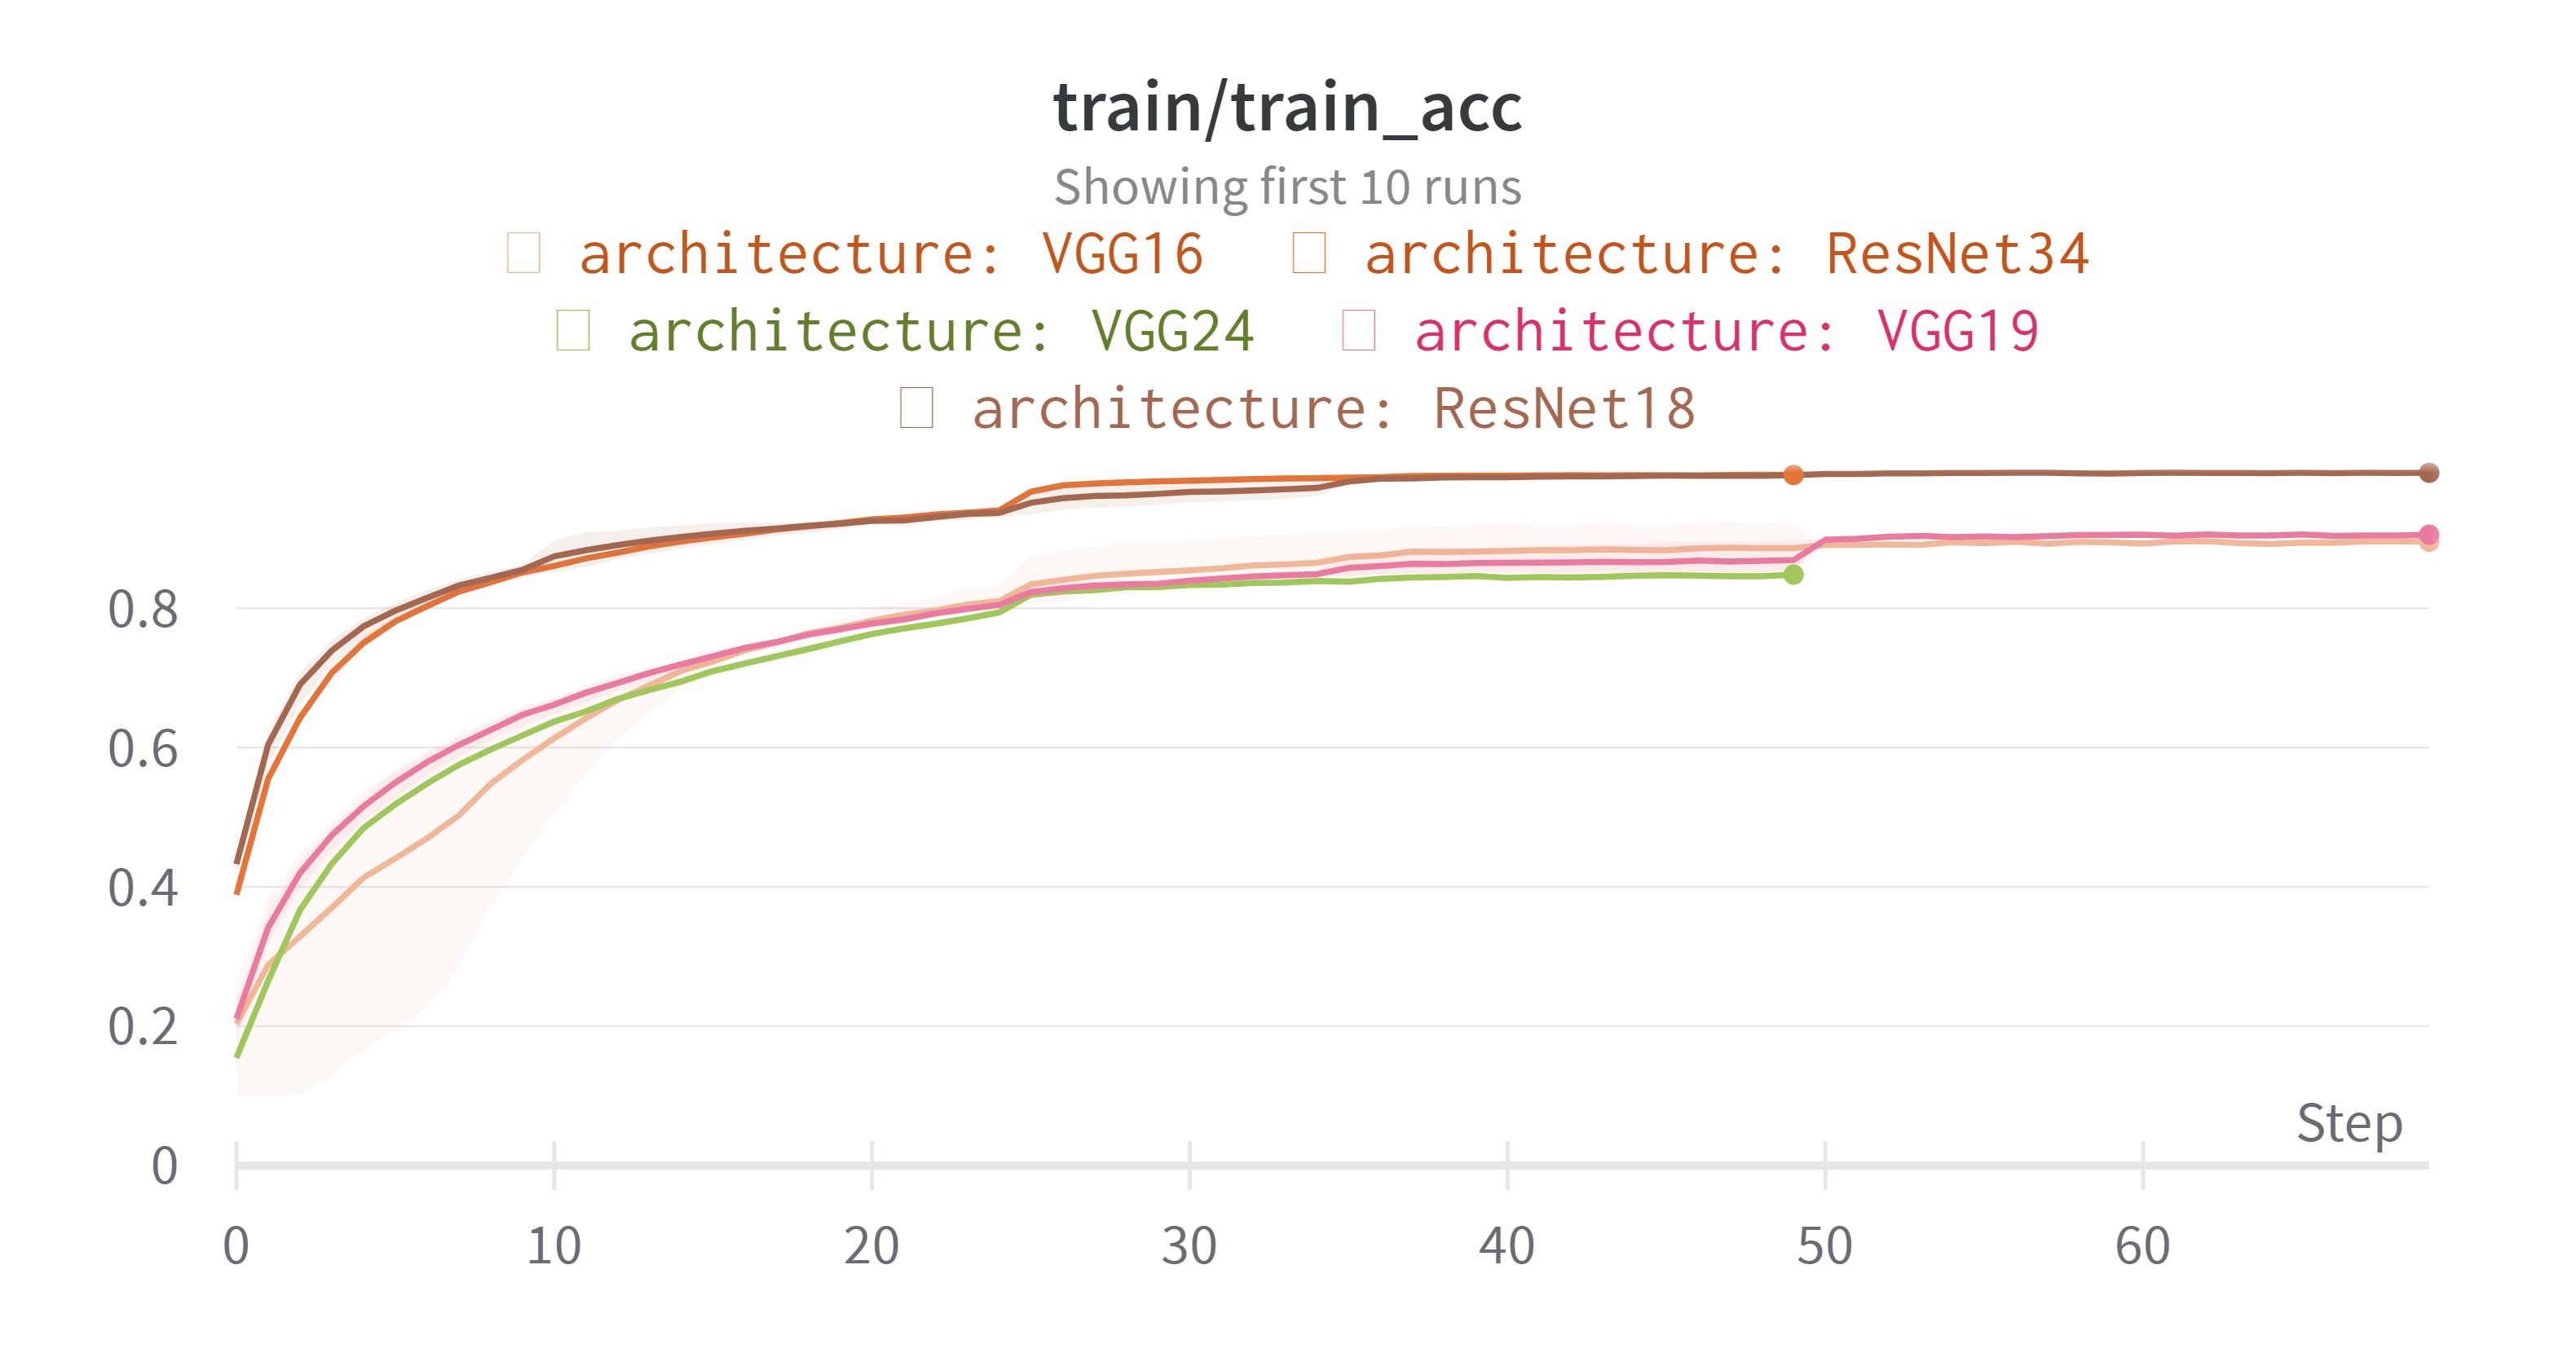 train/train_acc
Showing first 10 runs
architecture: VGG16 architecture: ResNet34
architecture: VGG24 architecture: VGG19
architecture: ResNet18
0.8
0.6
0.4
0.2
0
Step
0 10 20 30 40 50 60